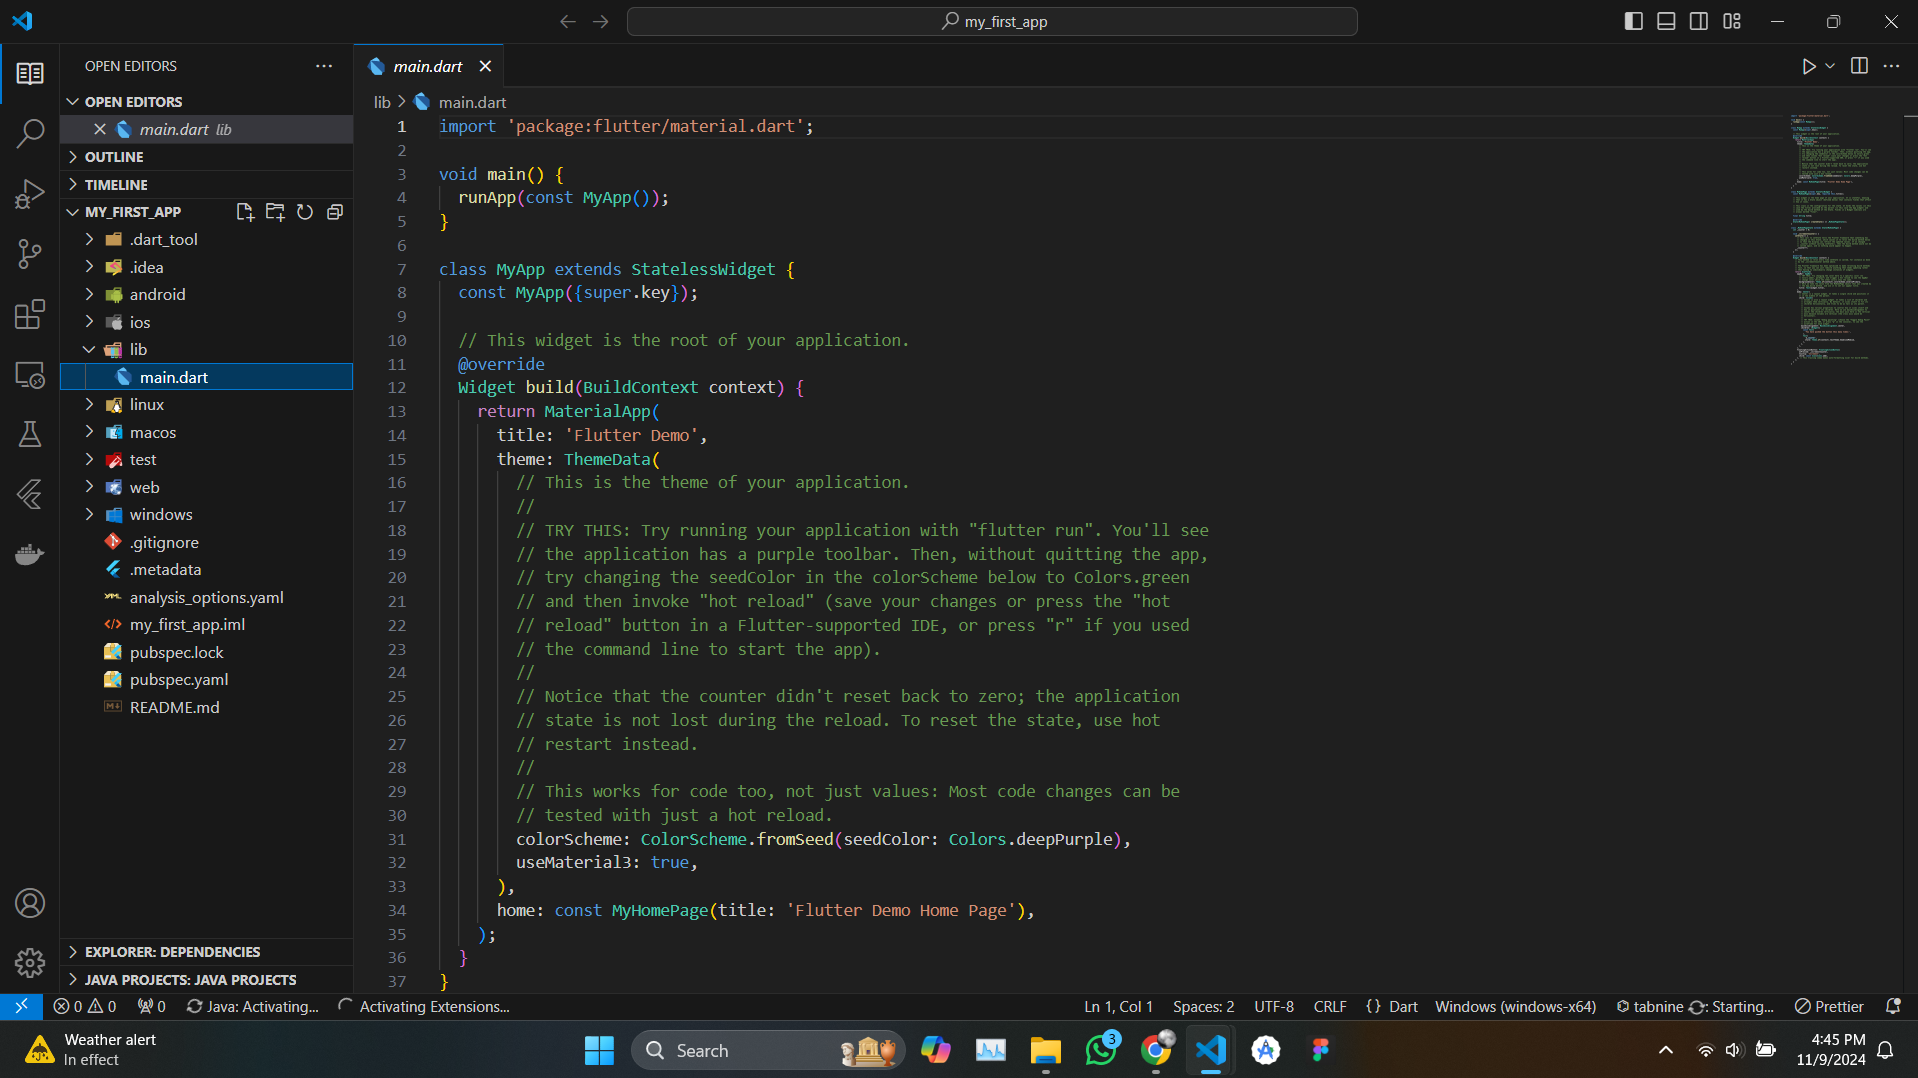 my_first_app
OPEN EDITORS
main.dart
OPEN EDITORS
main.dart lib
OUTLINE
TIMELINE
MY_FIRST_APP
.dart_tool
.idea
android
ios
lib
main.dart
linux
macos
test
web
windows
.gitignore
.metadata
analysis_options.yaml
my_first_app.iml
pubspec.lock
pubspec.yaml
README.md
EXPLORER: DEPENDENCIES
JAVA PROJECTS: JAVA PROJECTS
lib > main.dart
1 import 'package:flutter/material.dart';
2
3 void main() {
4 runApp(const MyApp());
5 }
6
7 class MyApp extends StatelessWidget {
8 const MyApp({super.key});
9
10 // This widget is the root of your application.
11 @override
12 Widget build(BuildContext context) {
13 return MaterialApp(
14 title: 'Flutter Demo',
15 theme: ThemeData(
16 // This is the theme of your application.
17 //
18 // TRY THIS: Try running your application with "flutter run". You'll see
19 // the application has a purple toolbar. Then, without quitting the app,
20 // try changing the seedColor in the colorScheme below to Colors.green
21 // and then invoke "hot reload" (save your changes or press the "hot
22 // reload" button in a Flutter-supported IDE, or press "r" if you used
23 // the command line to start the app).
24 //
25 // Notice that the counter didn't reset back to zero; the application
26 // state is not lost during the reload. To reset the state, use hot
27 // restart instead.
28 //
29 // This works for code too, not just values: Most code changes can be
30 // tested with just a hot reload.
31 colorScheme: ColorScheme.fromSeed(seedColor: Colors.deepPurple),
32 useMaterial3: true,
33 ),
34 home: const MyHomePage(title: 'Flutter Demo Home Page'),
35 );
36 }
37 }
0 0 0 Java: Activating... Activating Extensions...
Ln 1, Col 1 Spaces: 2 UTF-8 CRLF {} Dart Windows (windows-x64) tabnine : Starting... Prettier
Weather alert
In effect
Search
3
4:45 PM
11/9/2024